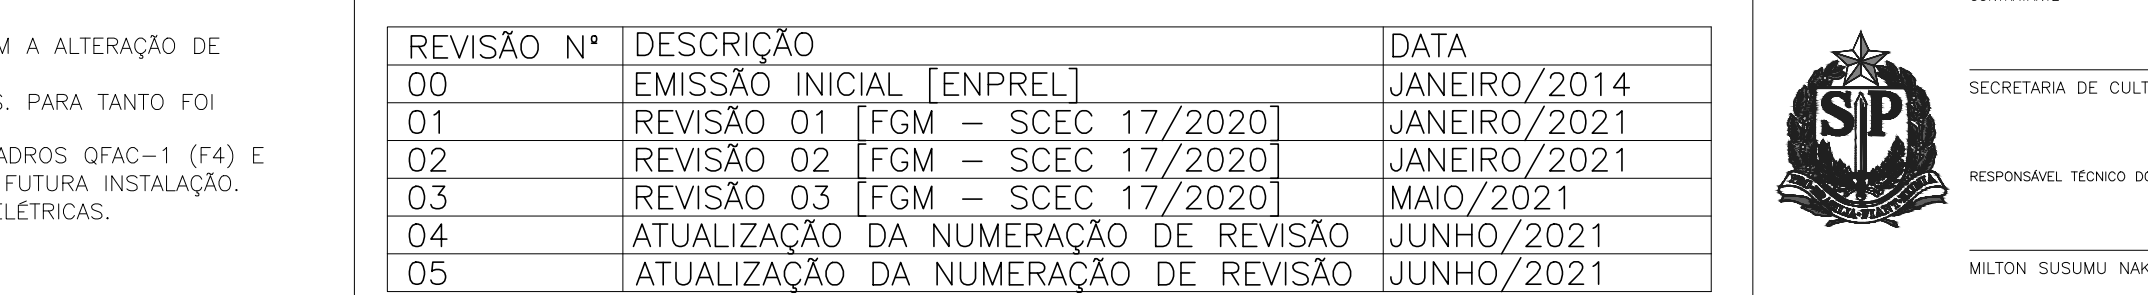 M A ALTERAÇÃO DE
S. PARA TANTO FOI
ADROS QFAC-1 (F4) E
FUTURA INSTALAÇÃO.
ELÉTRICAS.
REVISÃO Nº DESCRIÇÃO DATA
00 EMISSÃO INICIAL [ENPREL] JANEIRO/2014
01 REVISÃO 01 [FGM – SCEC 17/2020] JANEIRO/2021
02 REVISÃO 02 [FGM – SCEC 17/2020] JANEIRO/2021
03 REVISÃO 03 [FGM – SCEC 17/2020] MAIO/2021
04 ATUALIZAÇÃO DA NUMERAÇÃO DE REVISÃO JUNHO/2021
05 ATUALIZAÇÃO DA NUMERAÇÃO DE REVISÃO JUNHO/2021
SP
SECRETARIA DE CULT
RESPONSÁVEL TÉCNICO DO
MILTON SUSUMU NAK